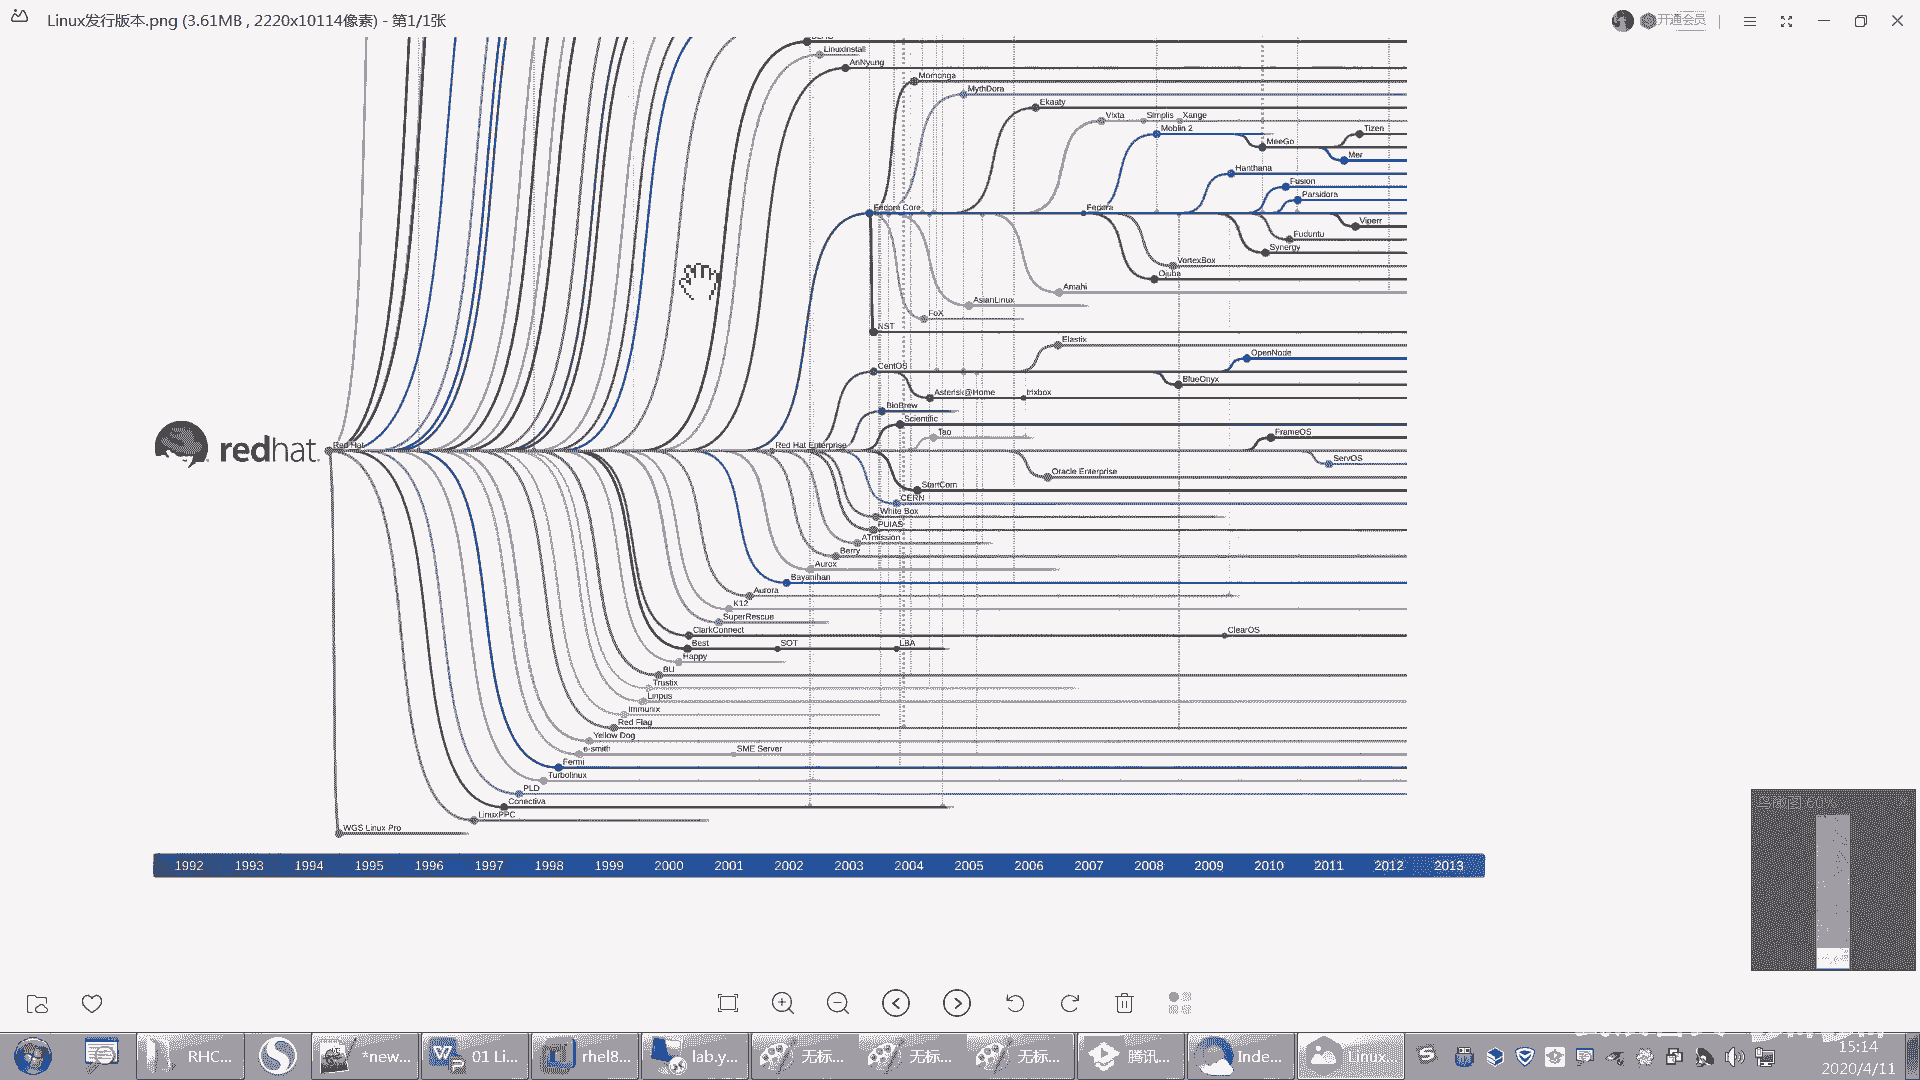 Linux发行版本.png (3.61MB , 2220x10114像素) - 第1/1张
开通会员
LinuxInstall
AnNyung
Momonga
MythDora
Ekaaty
Vixta Simplis Xange
Moblin 2
Tizen
MeeGo
Mer
Hanthana
Fusion
Parsidora
Fedora Core
Fedora
Viperr
Fuduntu
Synergy
VortexBox
Ojuba
Amahi
AsianLinux
FoX
NST
Elastix
OpenNode
CentOS
BlueOnyx
Asterisk@Home
trixbox
BioBrew
Scientific
Tao
FrameOS
redhat.
Red Hat
Red Hat Enterprise
ServOS
Oracle Enterprise
StartCom
CERN
White Box
PUIAS
ATmission
Berry
Aurox
Bayanihan
Aurora
K12
SuperRescue
ClarkConnect
ClearOS
Best
SOT
LBA
Happy
BU
Trustix
Linpus
Immunix
Red Flag
Yellow Dog
e-smith
SME Server
Fermi
Turbolinux
PLD
Conectiva
LinuxPPC
WGS Linux Pro
1992 1993 1994 1995 1996 1997 1998 1999 2000 2001 2002 2003 2004 2005 2006 2007 2008 2009 2010 2011 2012 2013
鸟瞰图 60%
RHC...
*new...
01 Li...
rhel8...
lab.y...
无标...
无标...
无标...
腾讯...
Inde...
Linux...
15:14
2020/4/11